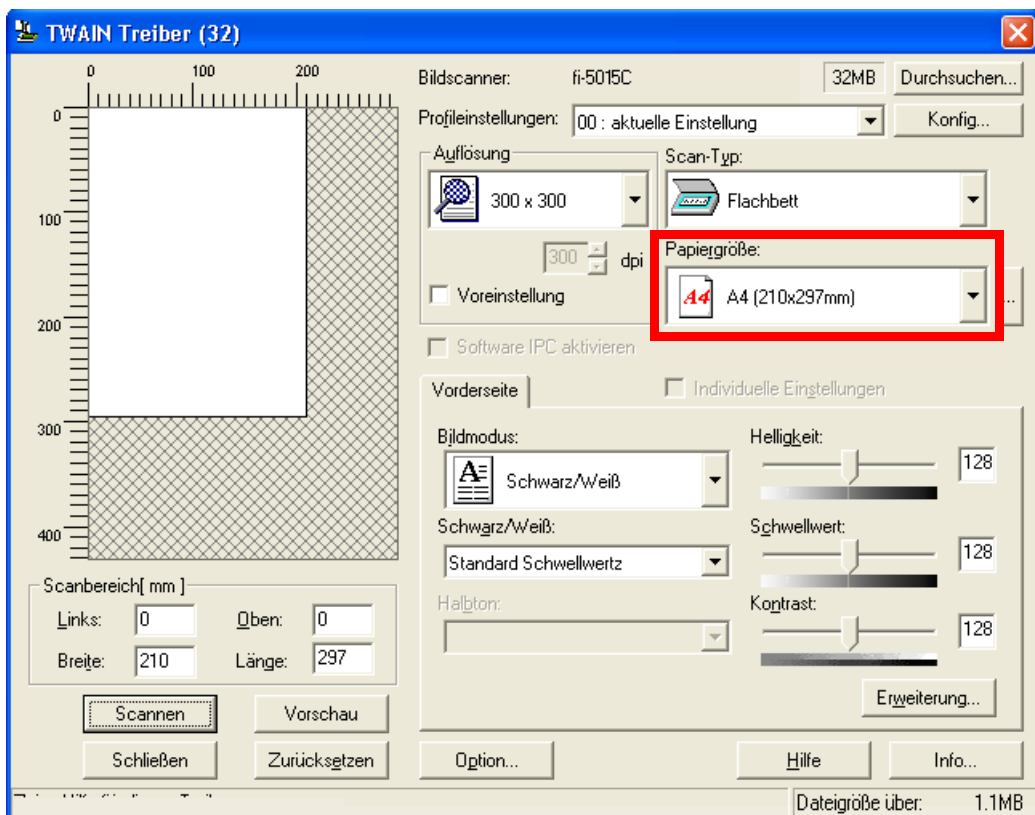 TWAIN Treiber (32)
0 100 200
0
100
200
300
400
Bildscanner: fi-5015C 32MB Durchsuchen...
Profileinstellungen: 00 : aktuelle Einstellung Konfig...
Auflösung
300 x 300
300 dpi
Voreinstellung
Scan-Typ:
Flachbett
Papiergröße:
A4 A4 (210x297mm)
...
Software IPC aktivieren
Vorderseite
Individuelle Einstellungen
Bildmodus:
Schwarz/Weiß
Schwarz/Weiß:
Standard Schwellwertz
Halbton:
Helligkeit:
128
Schwellwert:
128
Kontrast:
128
Erweiterung...
Scanbereich[ mm ]
Links: 0 Oben: 0
Breite: 210 Länge: 297
Scannen Vorschau
Schließen Zurücksetzen
Option... Hilfe Info...
Dateigröße über: 1.1MB